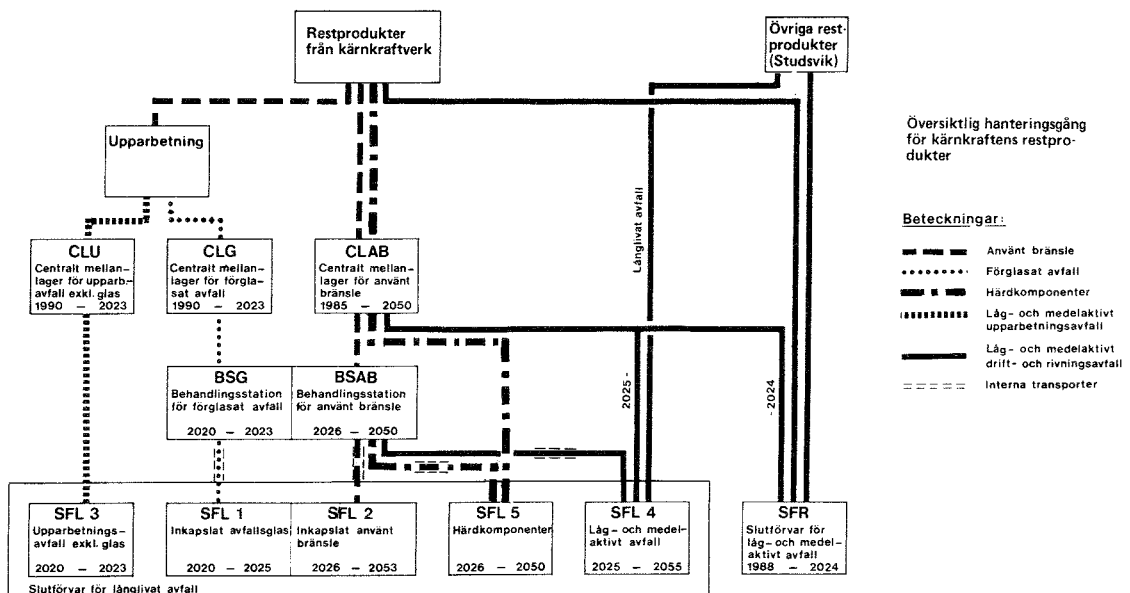 Restprodukter
från kärnkraftverk
Övriga rest-
produkter
(Studsvik)
Översiktlig hanteringsgång
för kärnkraftens restpro-
dukter
Upparbetning
Långlivat avfall
Beteckningar:
Använt bränsle
Förglasat avfall
Härdkomponenter
Låg- och medelaktivt
upparbetningsavfall
Låg- och medelaktivt
drift- och rivningsavfall
Interna transporter
CLU
Centralt mellan-
lager för upparb.
avfall exkl. glas
1990 — 2023
CLG
Centralt mellan-
lager för förgla-
sat avfall
1990 — 2023
CLAB
Centralt mellan-
lager för använt
bränsle
1985 — 2050
BSG
Behandlingsstation
för förglasat avfall
2020 — 2023
BSAB
Behandlingsstation
för använt bränsle
2026 — 2050
2025 -
- 2024
SFL 3
Upparbetnings-
avfall exkl. glas
2020 — 2023
SFL 1
Inkapslat avfallsglas
2020 — 2025
SFL 2
Inkapslat använt
bränsle
2026 — 2053
SFL 5
Härdkomponenter
2026 — 2050
SFL 4
Låg- och medel-
aktivt avfall
2025 — 2055
SFR
Slutförvar för
låg- och medel-
aktivt avfall
1988 — 2024
Slutförvar för långlivat avfall